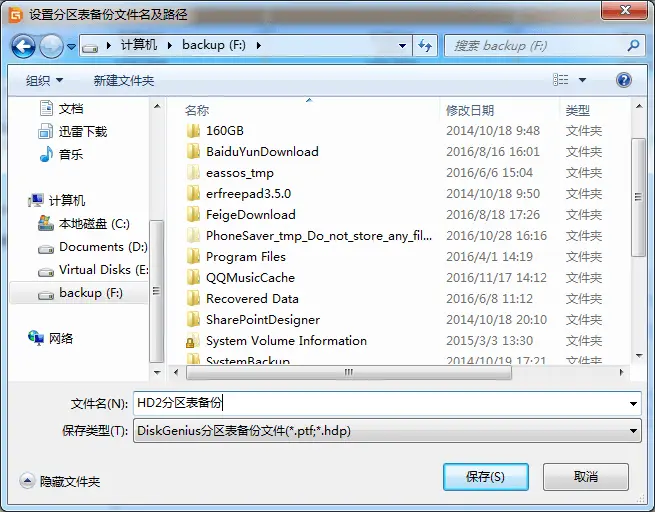 设置分区表备份文件名及路径
计算机 backup (F:)
搜索 backup (F:)
组织 新建文件夹
文档
迅雷下载
音乐
计算机
本地磁盘 (C:)
Documents (D:)
Virtual Disks (E:
backup (F:)
网络
名称 修改日期 类型
160GB 2014/10/18 9:48 文件夹
BaiduYunDownload 2016/8/16 16:01 文件夹
eassos_tmp 2016/6/6 15:04 文件夹
erfreepad3.5.0 2014/10/18 9:50 文件夹
FeigeDownload 2016/8/18 17:26 文件夹
PhoneSaver_tmp_Do_not_store_any_fil... 2016/10/28 16:16 文件夹
Program Files 2016/4/1 14:19 文件夹
QQMusicCache 2016/11/17 14:12 文件夹
Recovered Data 2016/6/8 11:12 文件夹
SharePointDesigner 2014/10/18 20:10 文件夹
System Volume Information 2015/3/3 13:30 文件夹
SystemBackup 2014/10/19 17:21 文件夹
文件名(N): HD2分区表备份
保存类型(T): DiskGenius分区表备份文件(*.ptf;*.hdp)
隐藏文件夹 保存(S) 取消